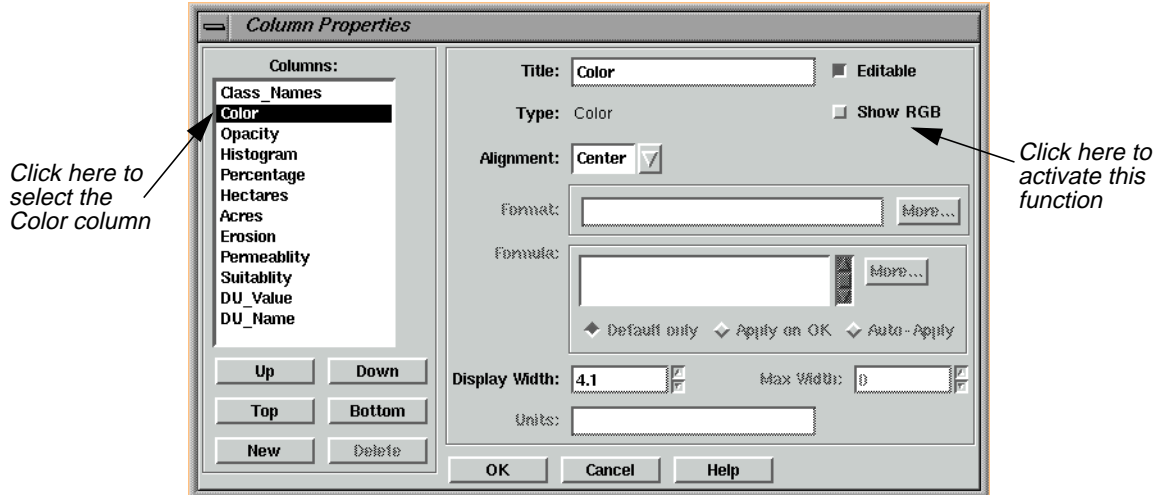 Column Properties
Columns:
Class_Names
Color
Opacity
Histogram
Percentage
Hectares
Acres
Erosion
Permeablity
Suitablity
DU_Value
DU_Name
Up
Down
Top
Bottom
New
Delete
Title:
Color
Editable
Type:
Color
Show RGB
Alignment:
Center
Format:
More...
Formula:
More...
Default only
Apply on OK
Auto-Apply
Display Width:
4.1
Max Width:
0
Units:
OK
Cancel
Help
Click here to
select the
Color column
Click here to
activate this
function